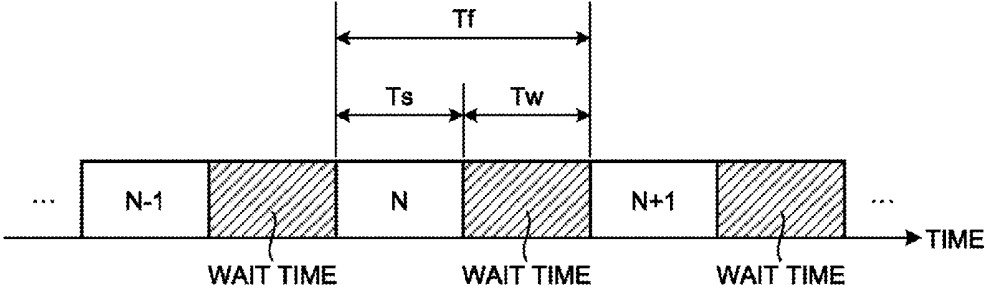 Tf
Ts Tw
... N-1 N N+1 ...
TIME
WAIT TIME WAIT TIME WAIT TIME